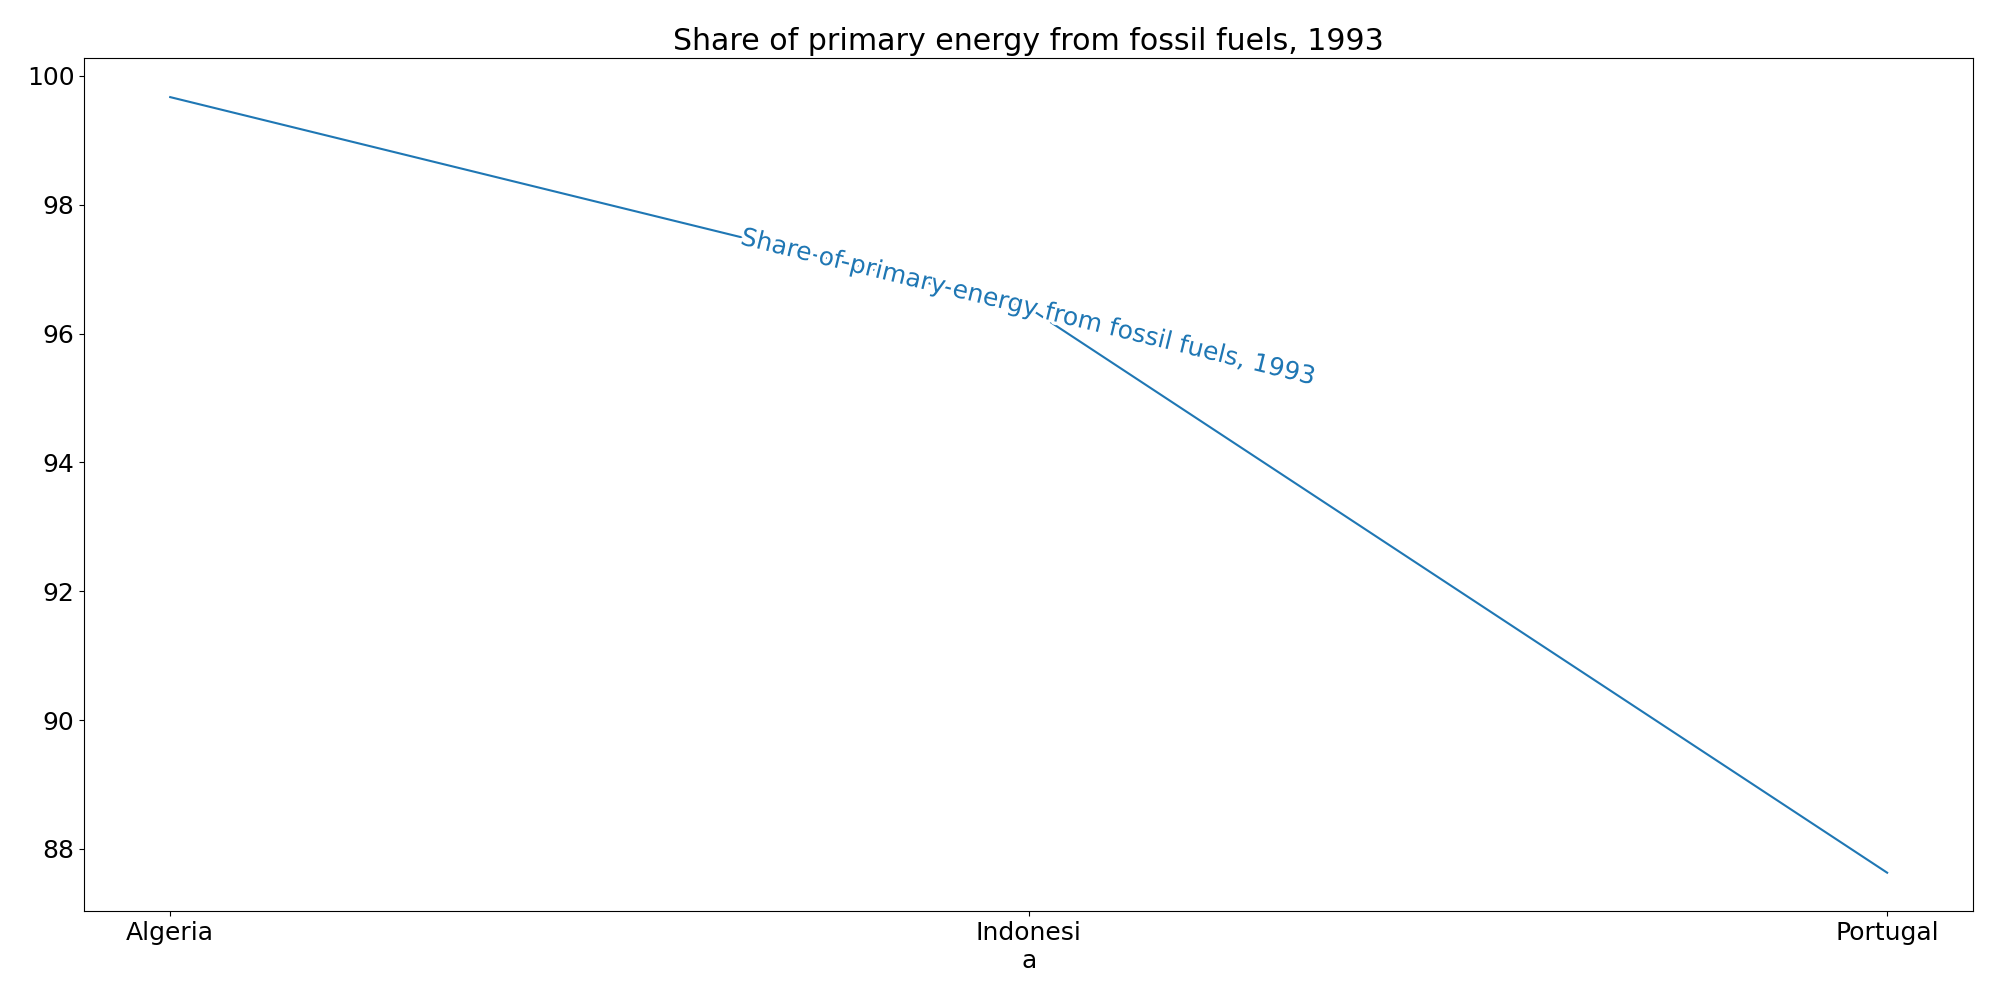 Share of primary energy from fossil fuels, 1993
100
98
96
94
92
90
88
Share of primary energy from fossil fuels, 1993
Algeria
Indonesi
a
Portugal